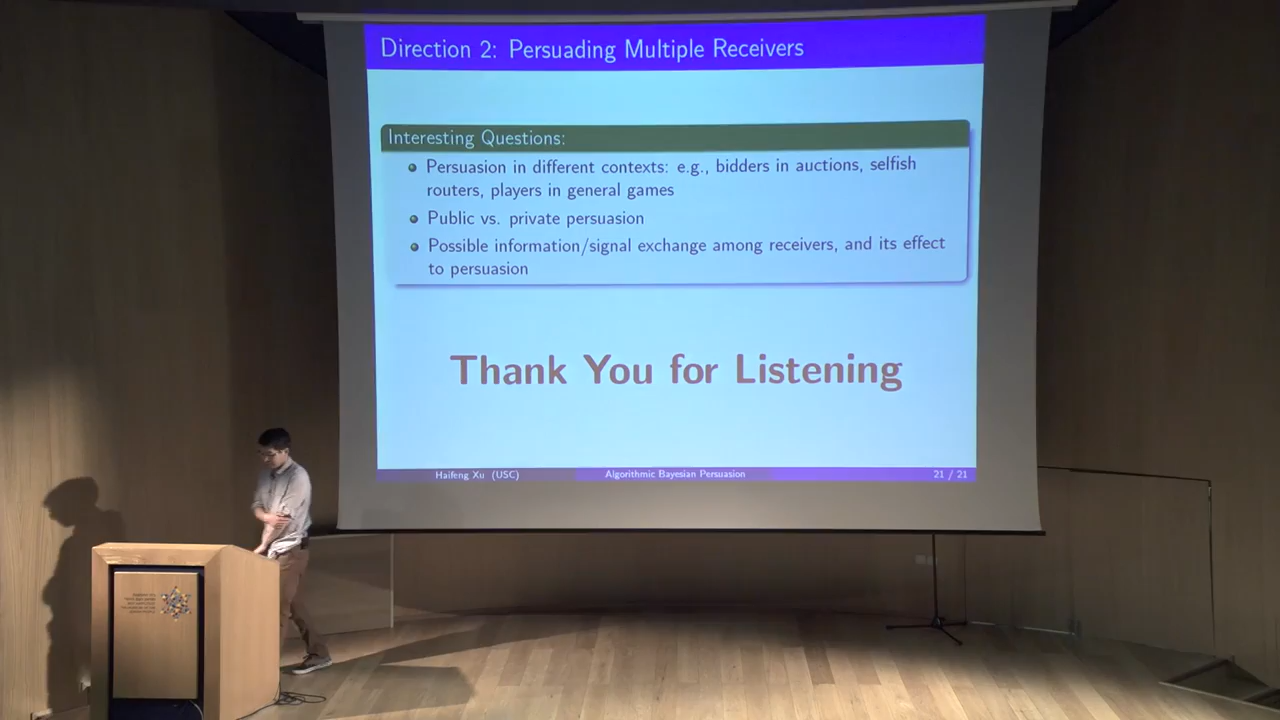 Direction 2: Persuading Multiple Receivers
Interesting Questions:
Persuasion in different contexts: e.g., bidders in auctions, selfish
routers, players in general games
Public vs. private persuasion
Possible information/signal exchange among receivers, and its effect
to persuasion
Thank You for Listening
Haifeng Xu (USC)
Algorithmic Bayesian Persuasion
21 / 21